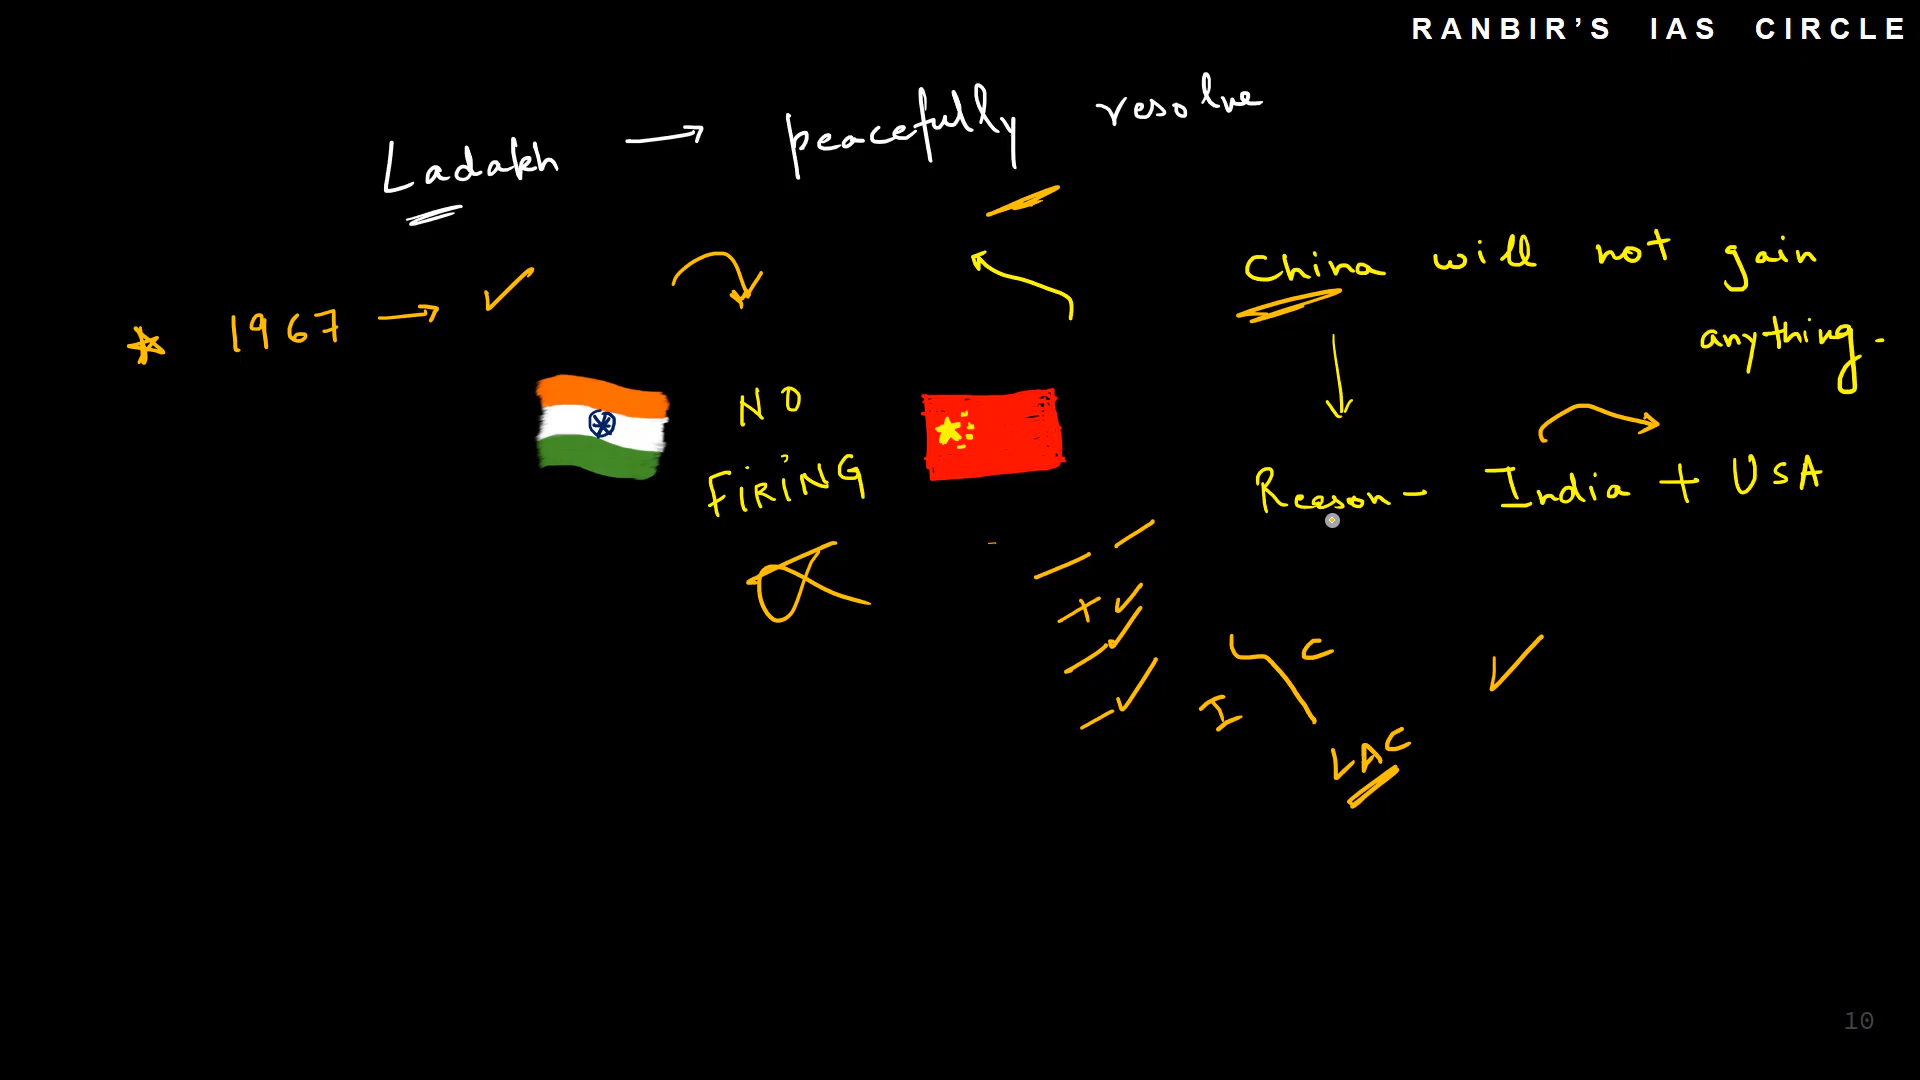 RANBIR'S IAS CIRCLE
Ladakh → peacefully resolve
China will not gain
anything.
1967 →
NO
FIRING
Reason - India + USA
C
I
LAC
10